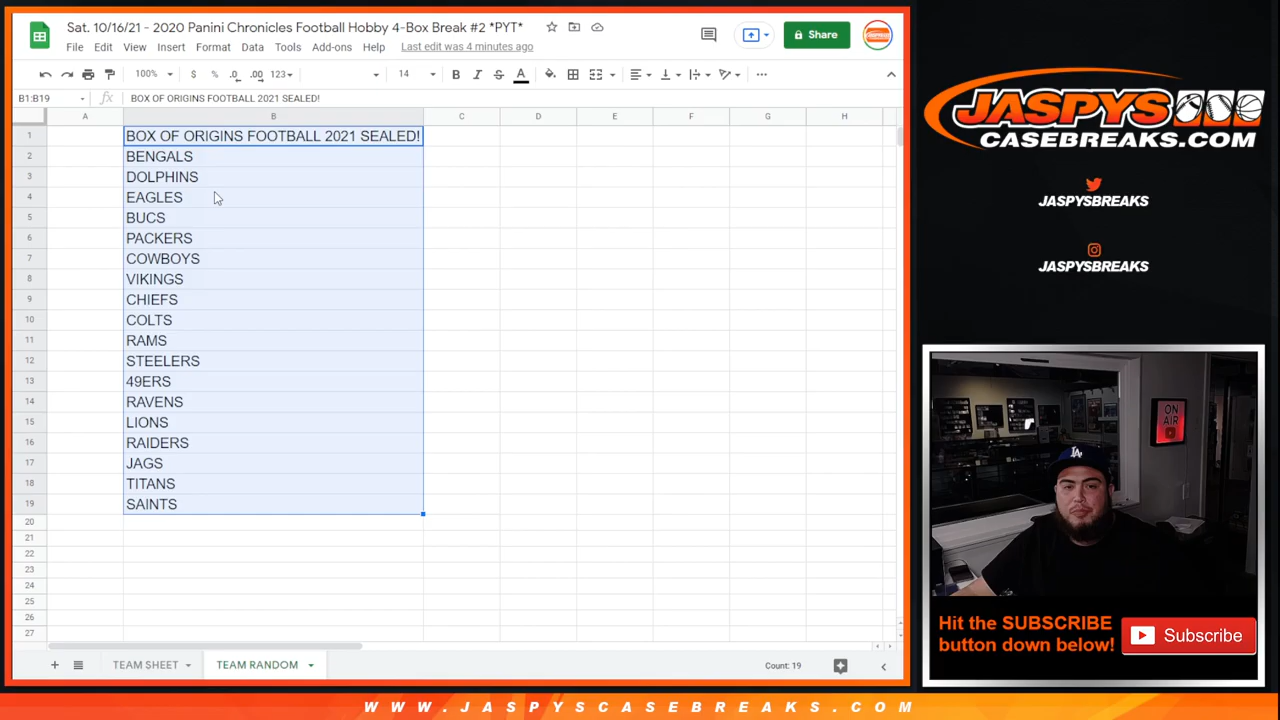 Sat. 10/16/21 - 2020 Panini Chronicles Football Hobby 4-Box Break #2 *PYT*
File Edit View Insert Format Data Tools Add-ons Help Last edit was 4 minutes ago
Share
100% $ % .0 .00 123 14 B I S A
B1:B19 fx BOX OF ORIGINS FOOTBALL 2021 SEALED!
A B C D E F G H
1 BOX OF ORIGINS FOOTBALL 2021 SEALED!
2 BENGALS
3 DOLPHINS
4 EAGLES
5 BUCS
6 PACKERS
7 COWBOYS
8 VIKINGS
9 CHIEFS
10 COLTS
11 RAMS
12 STEELERS
13 49ERS
14 RAVENS
15 LIONS
16 RAIDERS
17 JAGS
18 TITANS
19 SAINTS
20
21
22
23
24
25
26
27
TEAM SHEET TEAM RANDOM Count: 19
JASPYS
CASEBREAKS.COM
JASPYSBREAKS
JASPYSBREAKS
ON
AIR
LA
Hit the SUBSCRIBE
button down below!
Subscribe
WWW.JASPYSCASEBREAKS.COM